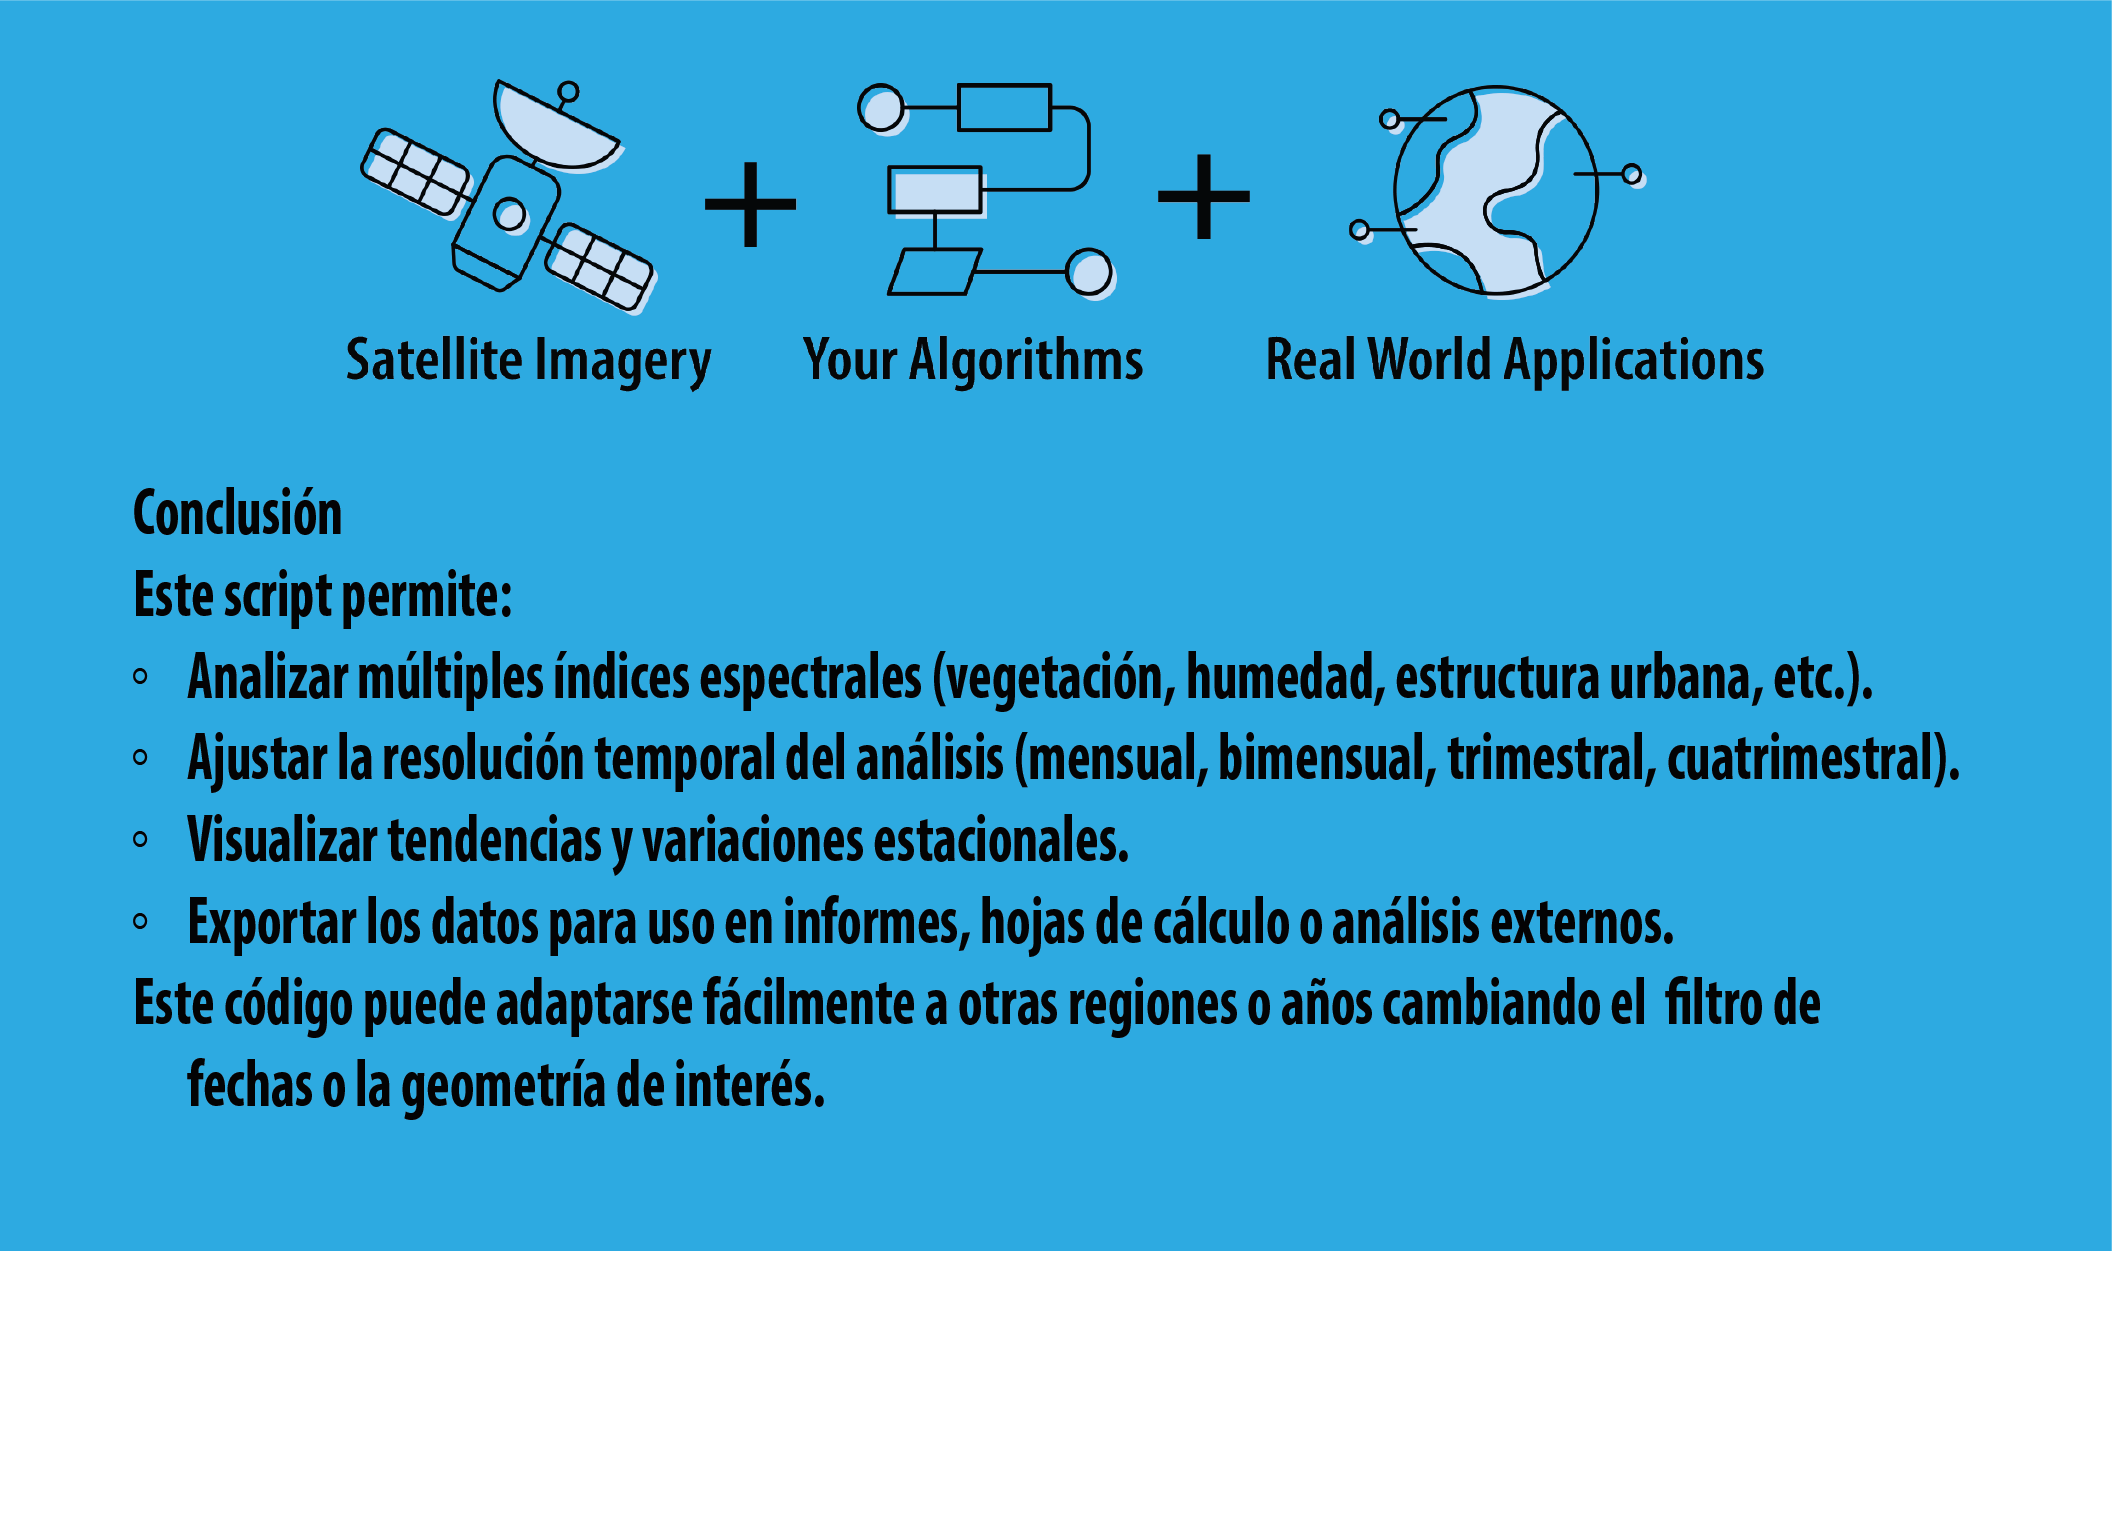 Satellite Imagery + Your Algorithms + Real World Applications
Conclusión
Este script permite:
◦ Analizar múltiples índices espectrales (vegetación, humedad, estructura urbana, etc.).
◦ Ajustar la resolución temporal del análisis (mensual, bimensual, trimestral, cuatrimestral).
◦ Visualizar tendencias y variaciones estacionales.
◦ Exportar los datos para uso en informes, hojas de cálculo o análisis externos.
Este código puede adaptarse fácilmente a otras regiones o años cambiando el filtro de
fechas o la geometría de interés.